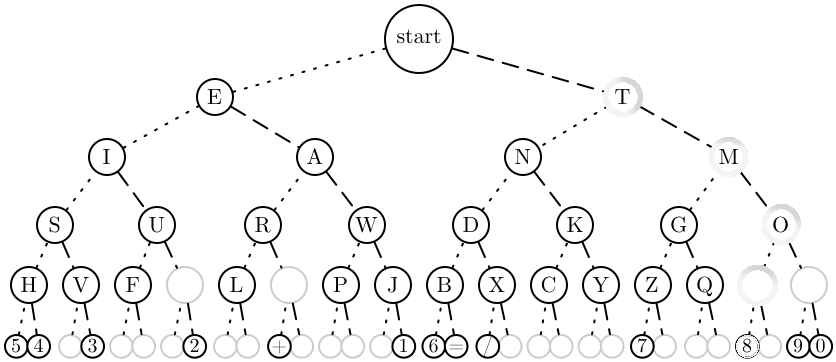 start
E T
I A N M
S U R W D K G O
H V F L P J B X C Y Z Q
5 4 3 2 + 1 6 = / 7 8 9 0